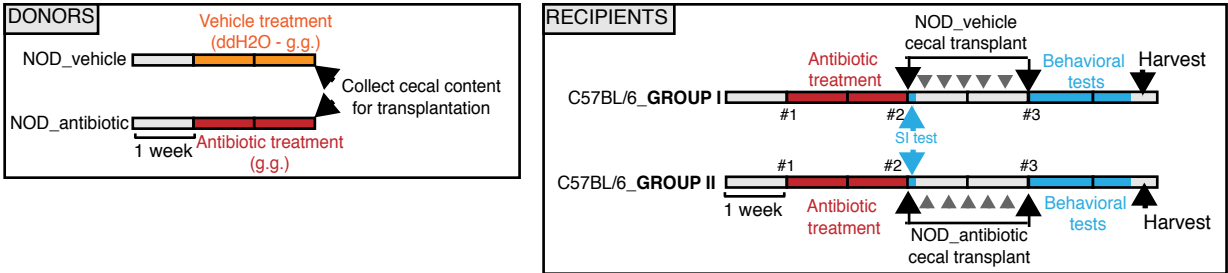 DONORS
Vehicle treatment
(ddH2O - g.g.)
NOD_vehicle
Collect cecal content
for transplantation
NOD_antibiotic
1 week
Antibiotic treatment
(g.g.)
RECIPIENTS
NOD_vehicle
cecal transplant
Antibiotic
treatment
Behavioral
tests
Harvest
C57BL/6_GROUP I
#1
#2
#3
SI test
#1
#2
#3
C57BL/6_GROUP II
1 week
Antibiotic
treatment
NOD_antibiotic
cecal transplant
Behavioral
tests
Harvest